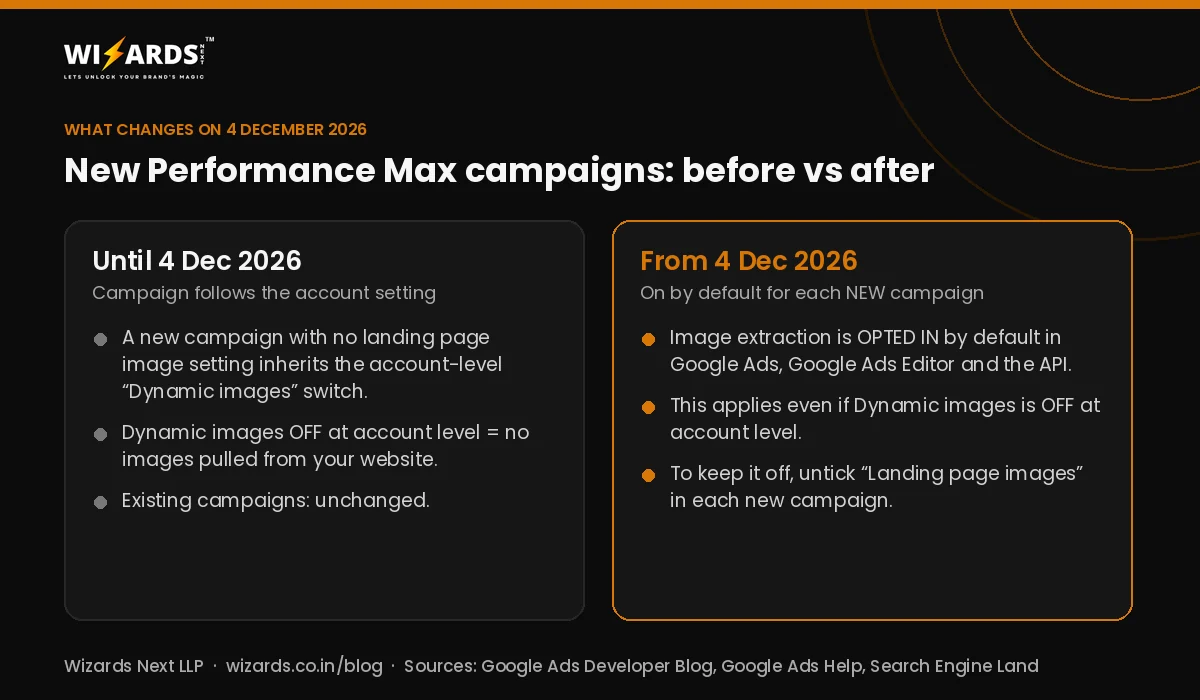 WIZARDS NEXT ™
LETS UNLOCK YOUR BRAND'S MAGIC
WHAT CHANGES ON 4 DECEMBER 2026
New Performance Max campaigns: before vs after
Until 4 Dec 2026
Campaign follows the account setting
A new campaign with no landing page
image setting inherits the account-level
“Dynamic images” switch.
Dynamic images OFF at account level = no
images pulled from your website.
Existing campaigns: unchanged.
From 4 Dec 2026
On by default for each NEW campaign
Image extraction is OPTED IN by default in
Google Ads, Google Ads Editor and the API.
This applies even if Dynamic images is OFF at
account level.
To keep it off, untick “Landing page images”
in each new campaign.
Wizards Next LLP · wizards.co.in/blog · Sources: Google Ads Developer Blog, Google Ads Help, Search Engine Land